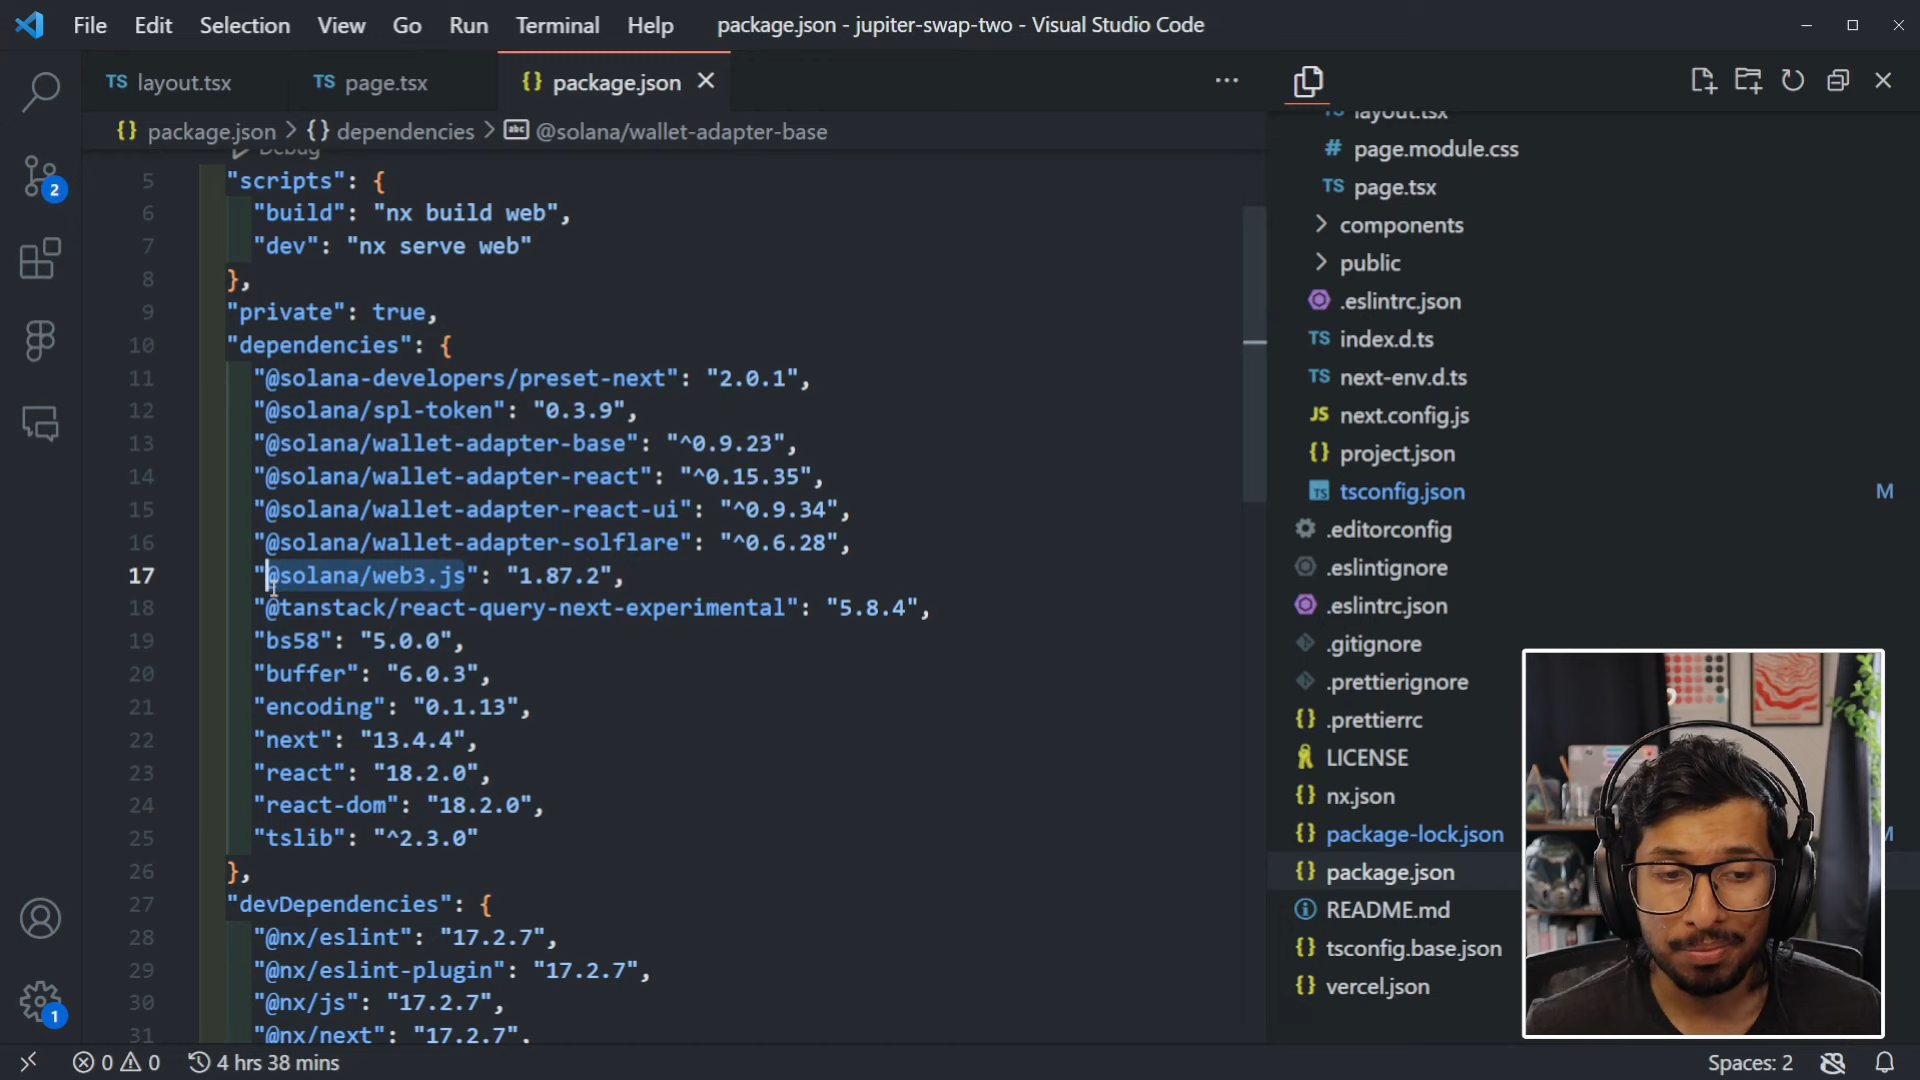 File Edit Selection View Go Run Terminal Help package.json - jupiter-swap-two - Visual Studio Code
TS layout.tsx TS page.tsx {} package.json
{} package.json > {} dependencies > abc @solana/wallet-adapter-base
Debug
5 "scripts": {
6 "build": "nx build web",
7 "dev": "nx serve web"
8 },
9 "private": true,
10 "dependencies": {
11 "@solana-developers/preset-next": "2.0.1",
12 "@solana/spl-token": "0.3.9",
13 "@solana/wallet-adapter-base": "^0.9.23",
14 "@solana/wallet-adapter-react": "^0.15.35",
15 "@solana/wallet-adapter-react-ui": "^0.9.34",
16 "@solana/wallet-adapter-solflare": "^0.6.28",
17 "@solana/web3.js": "1.87.2",
18 "@tanstack/react-query-next-experimental": "5.8.4",
19 "bs58": "5.0.0",
20 "buffer": "6.0.3",
21 "encoding": "0.1.13",
22 "next": "13.4.4",
23 "react": "18.2.0",
24 "react-dom": "18.2.0",
25 "tslib": "^2.3.0"
26 },
27 "devDependencies": {
28 "@nx/eslint": "17.2.7",
29 "@nx/eslint-plugin": "17.2.7",
30 "@nx/js": "17.2.7",
31 "@nx/next": "17.2.7",
layout.tsx
# page.module.css
TS page.tsx
components
public
.eslintrc.json
TS index.d.ts
TS next-env.d.ts
JS next.config.js
{} project.json
TS tsconfig.json M
.editorconfig
.eslintignore
.eslintrc.json
.gitignore
.prettierignore
{} .prettierrc
LICENSE
{} nx.json
{} package-lock.json M
{} package.json
README.md
{} tsconfig.base.json
{} vercel.json
2
1
0 0 4 hrs 38 mins Spaces: 2